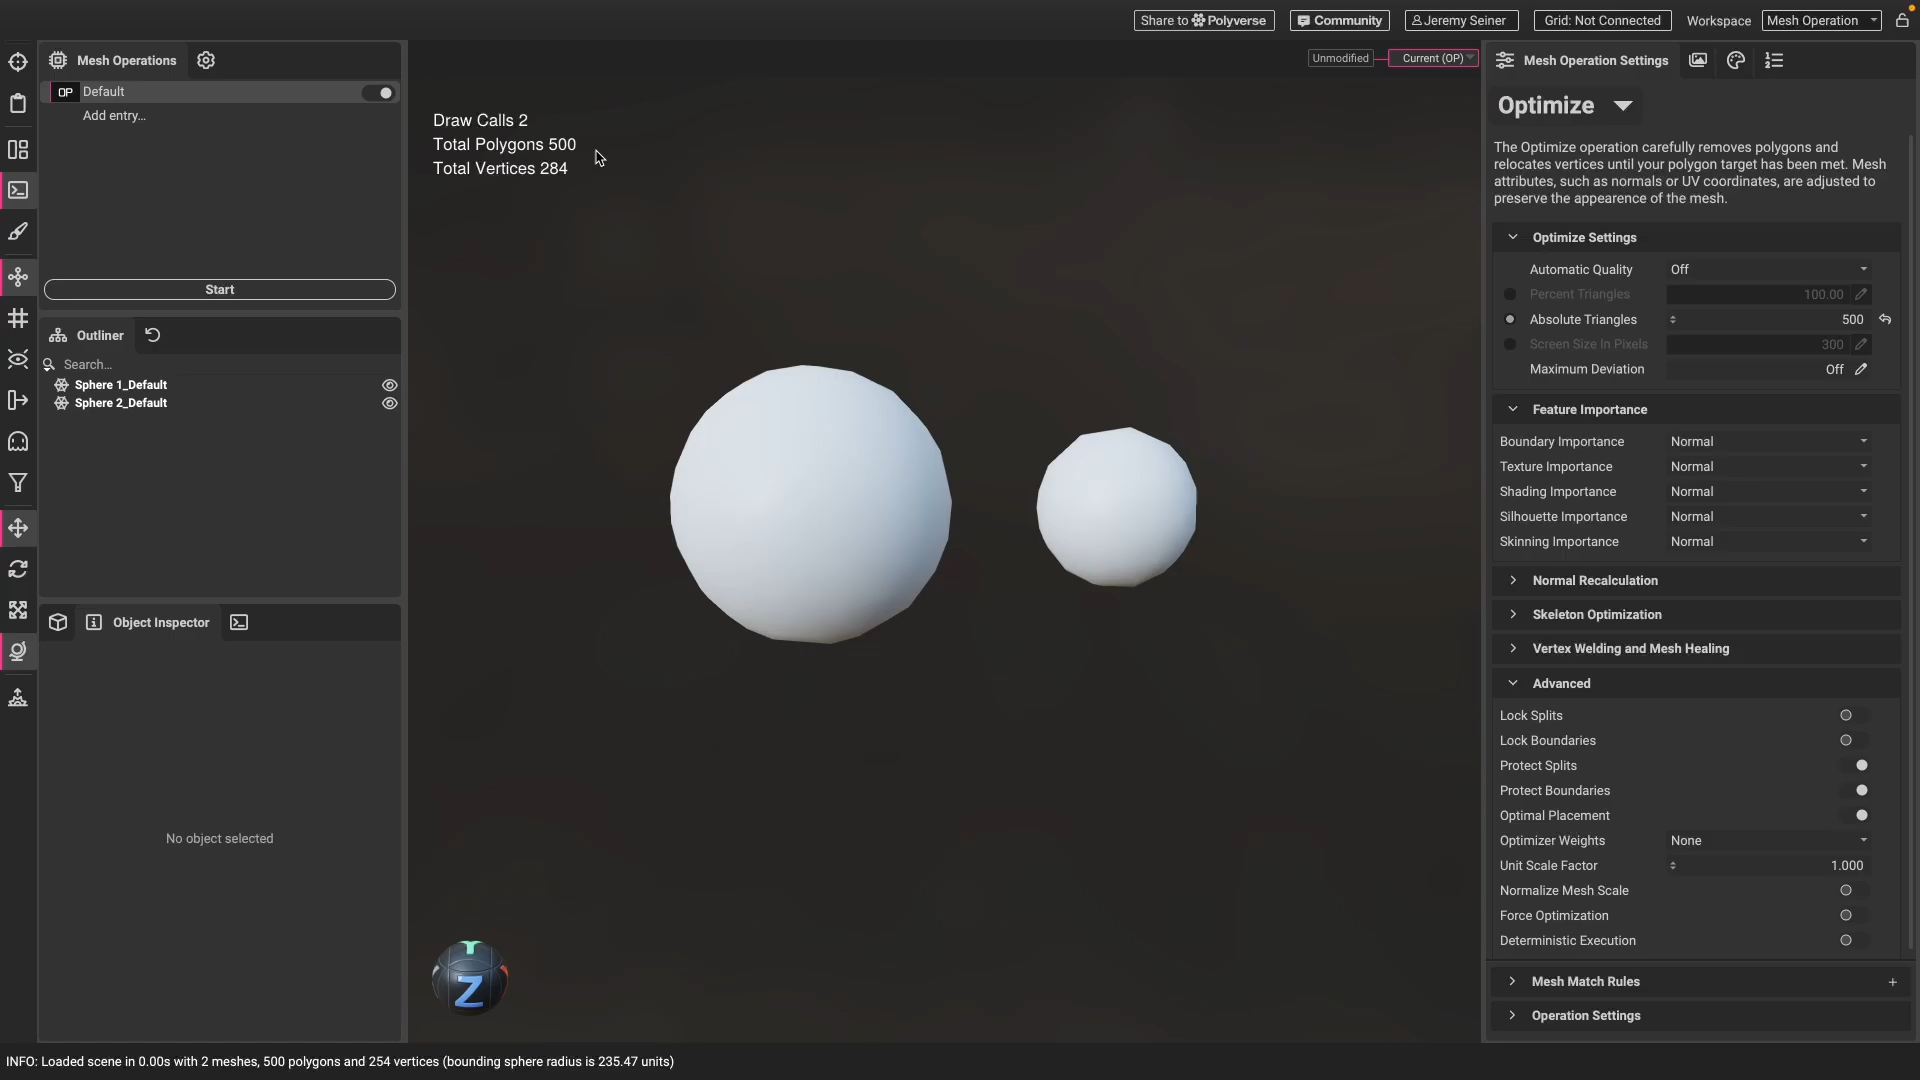 Share to Polyverse
Community
Jeremy Seiner
Grid: Not Connected
Workspace
Mesh Operation
Mesh Operations
OP Default
Add entry...
Start
Outliner
Search...
Sphere 1_Default
Sphere 2_Default
Object Inspector
No object selected
Unmodified
Current (OP)
Draw Calls 2
Total Polygons 500
Total Vertices 284
Z
Mesh Operation Settings
Optimize
The Optimize operation carefully removes polygons and
relocates vertices until your polygon target has been met. Mesh
attributes, such as normals or UV coordinates, are adjusted to
preserve the appearence of the mesh.
Optimize Settings
Automatic Quality Off
Percent Triangles 100.00
Absolute Triangles 500
Screen Size In Pixels 300
Maximum Deviation Off
Feature Importance
Boundary Importance Normal
Texture Importance Normal
Shading Importance Normal
Silhouette Importance Normal
Skinning Importance Normal
Normal Recalculation
Skeleton Optimization
Vertex Welding and Mesh Healing
Advanced
Lock Splits
Lock Boundaries
Protect Splits
Protect Boundaries
Optimal Placement
Optimizer Weights None
Unit Scale Factor 1.000
Normalize Mesh Scale
Force Optimization
Deterministic Execution
Mesh Match Rules +
Operation Settings
INFO: Loaded scene in 0.00s with 2 meshes, 500 polygons and 254 vertices (bounding sphere radius is 235.47 units)